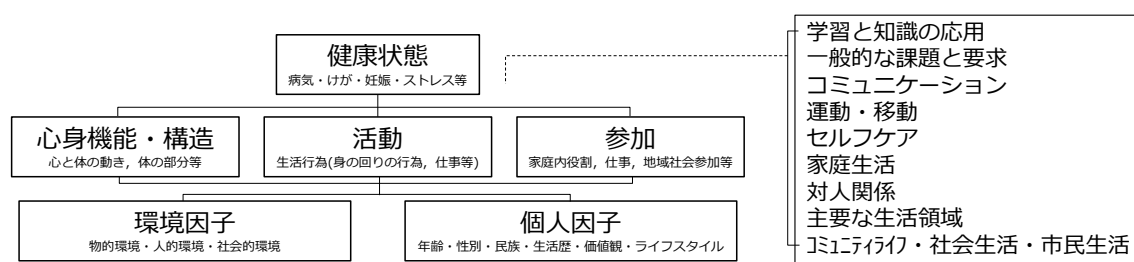 健康状態
病気・けが・妊娠・ストレス等
心身機能・構造
心と体の動き，体の部分等
活動
生活行為(身の回りの行為，仕事等)
参加
家庭内役割，仕事，地域社会参加等
環境因子
物的環境・人的環境・社会的環境
個人因子
年齢・性別・民族・生活歴・価値観・ライフスタイル
学習と知識の応用
一般的な課題と要求
コミュニケーション
運動・移動
セルフケア
家庭生活
対人関係
主要な生活領域
ｺﾐｭﾆﾃｨﾗｲﾌ・社会生活・市民生活